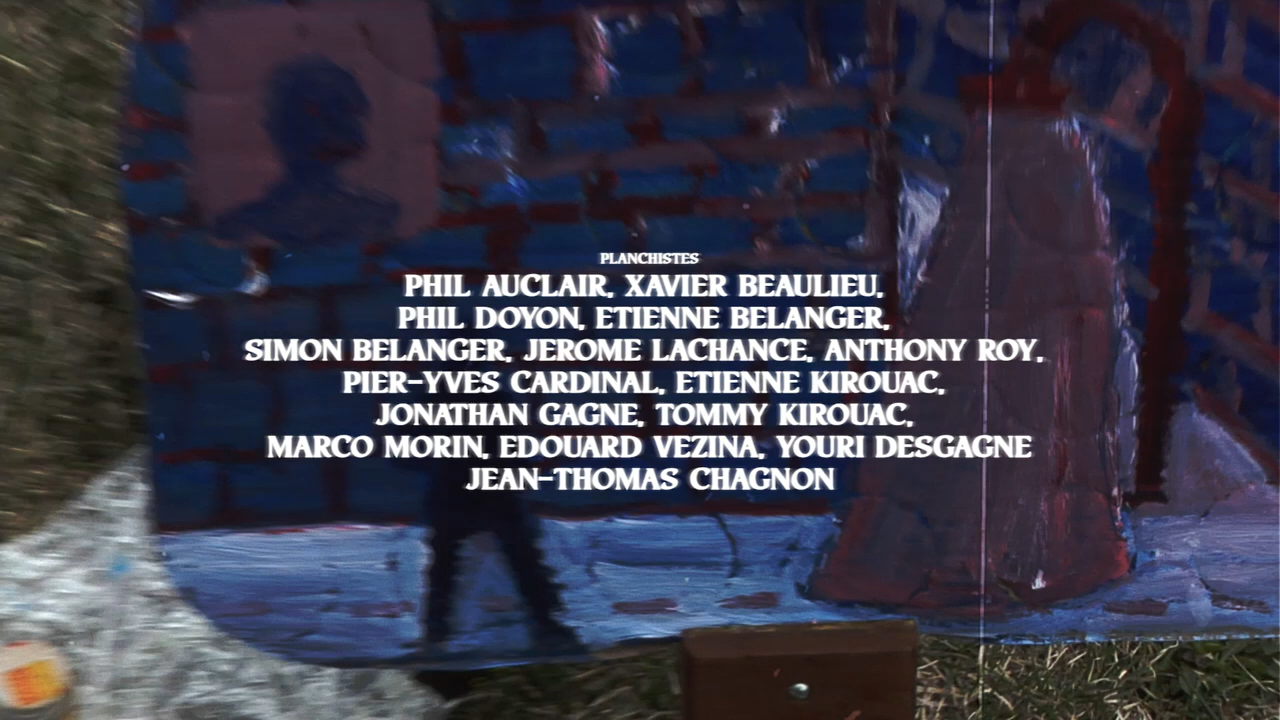 PLANCHISTES
PHIL AUCLAIR, XAVIER BEAULIEU,
PHIL DOYON, ETIENNE BELANGER,
SIMON BELANGER, JEROME LACHANCE, ANTHONY ROY,
PIER-YVES CARDINAL, ETIENNE KIROUAC,
JONATHAN GAGNE, TOMMY KIROUAC,
MARCO MORIN, EDOUARD VEZINA, YOURI DESGAGNE
JEAN-THOMAS CHAGNON